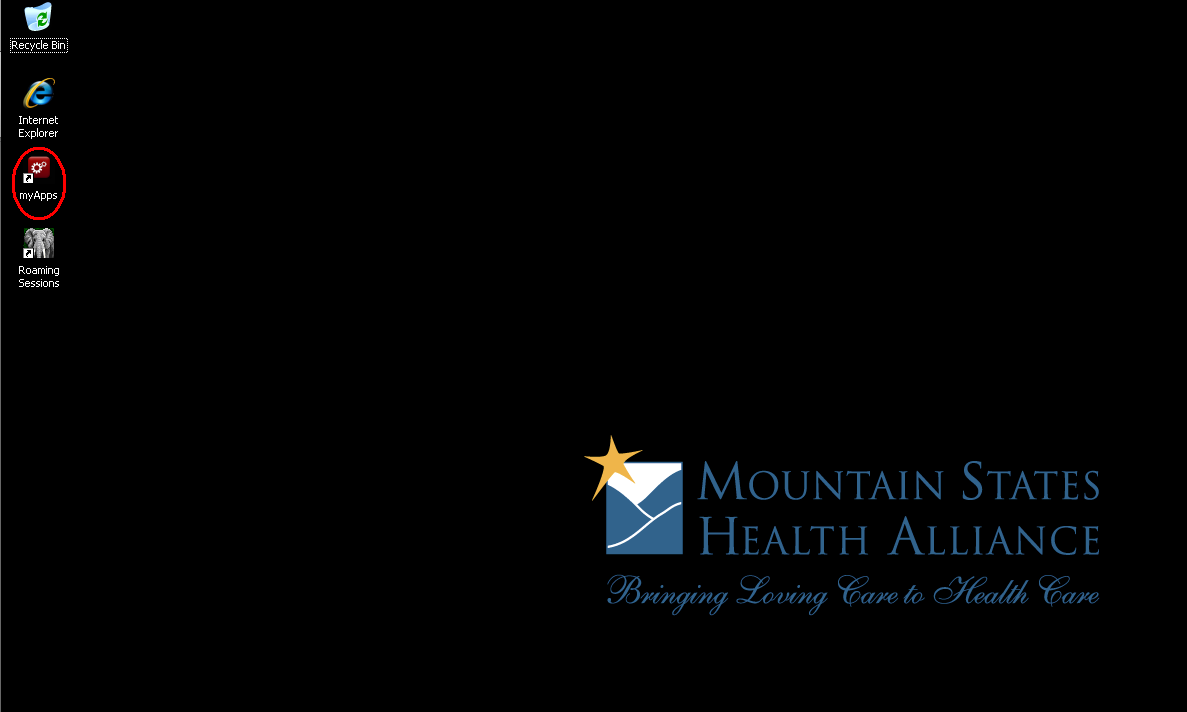 Recycle Bin
Internet
Explorer
myApps
Roaming
Sessions
MOUNTAIN STATES
HEALTH ALLIANCE
Bringing Loving Care to Health Care